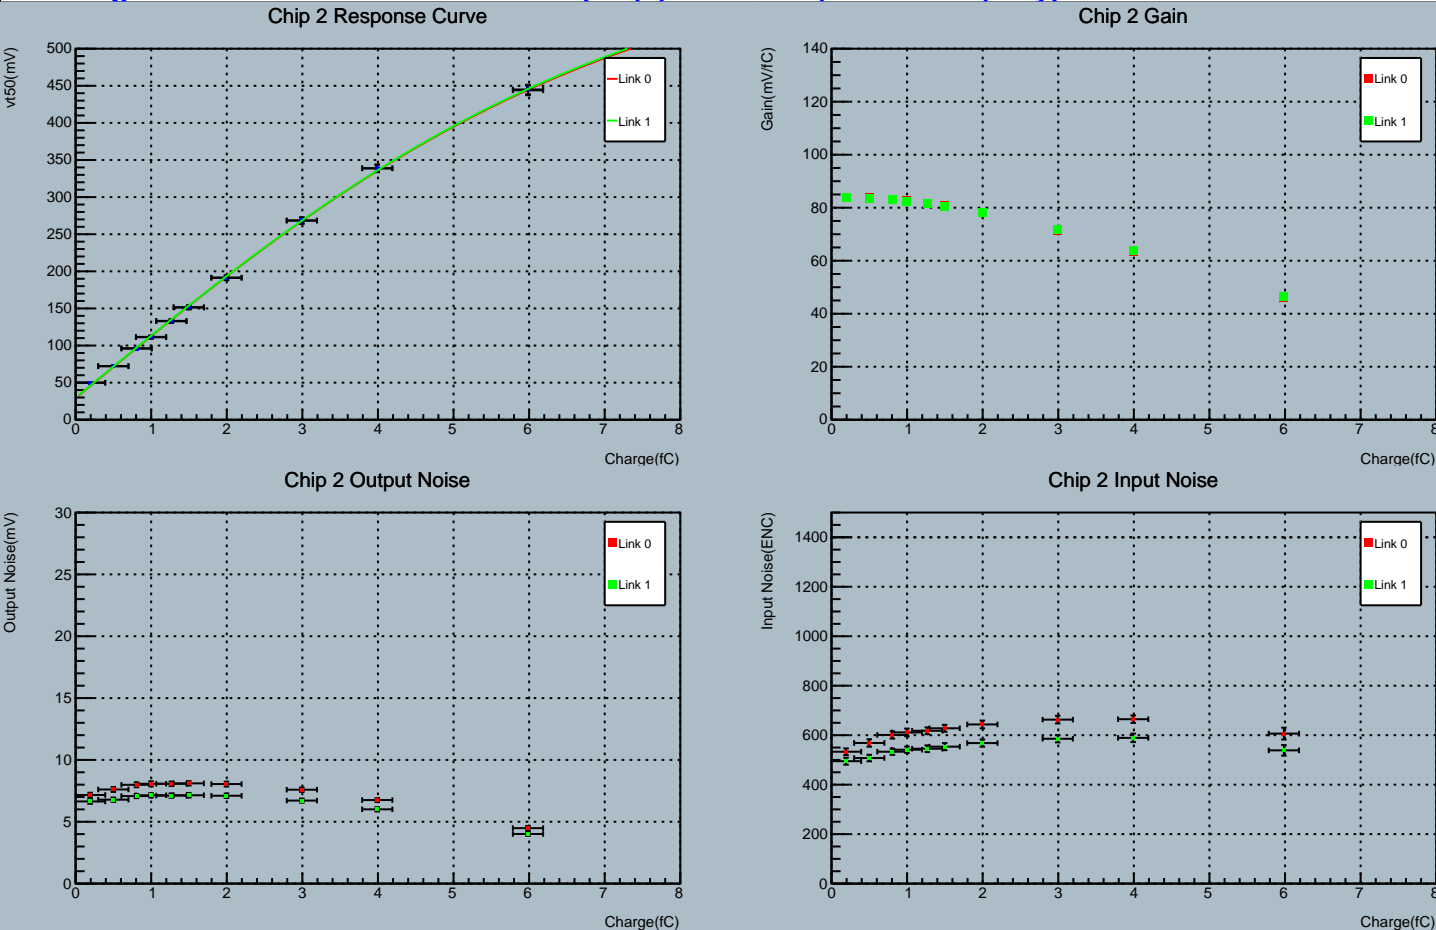 Chip 2 Response Curve
vt50(mV)
500
450
400
350
300
250
200
150
100
50
0
0 1 2 3 4 5 6 7 8
Charge(fC)
Link 0
Link 1
Chip 2 Gain
Gain(mV/fC)
140
120
100
80
60
40
20
0
0 1 2 3 4 5 6 7 8
Charge(fC)
Link 0
Link 1
Chip 2 Output Noise
Output Noise(mV)
30
25
20
15
10
5
0
0 1 2 3 4 5 6 7 8
Charge(fC)
Link 0
Link 1
Chip 2 Input Noise
Input Noise(ENC)
1400
1200
1000
800
600
400
200
0
0 1 2 3 4 5 6 7 8
Charge(fC)
Link 0
Link 1